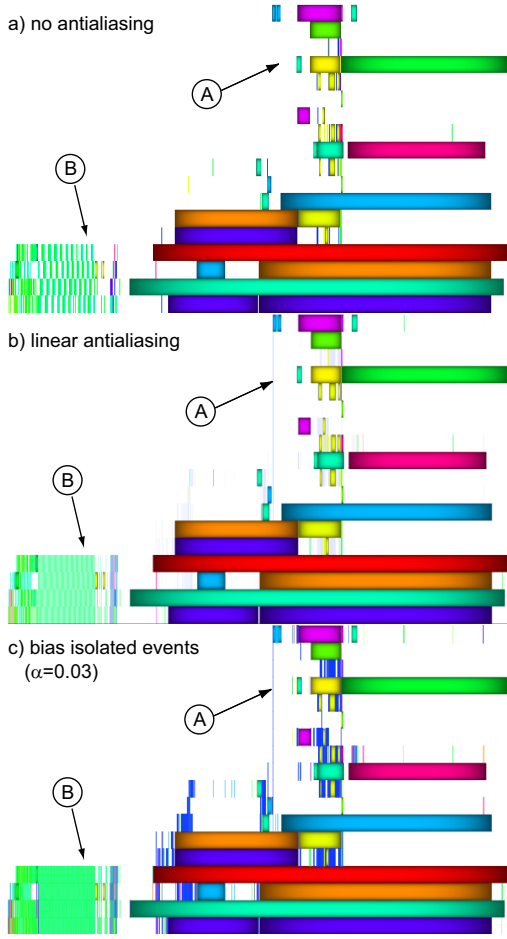 a) no antialiasing
A
B
b) linear antialiasing
A
B
c) bias isolated events
(α=0.03)
A
B